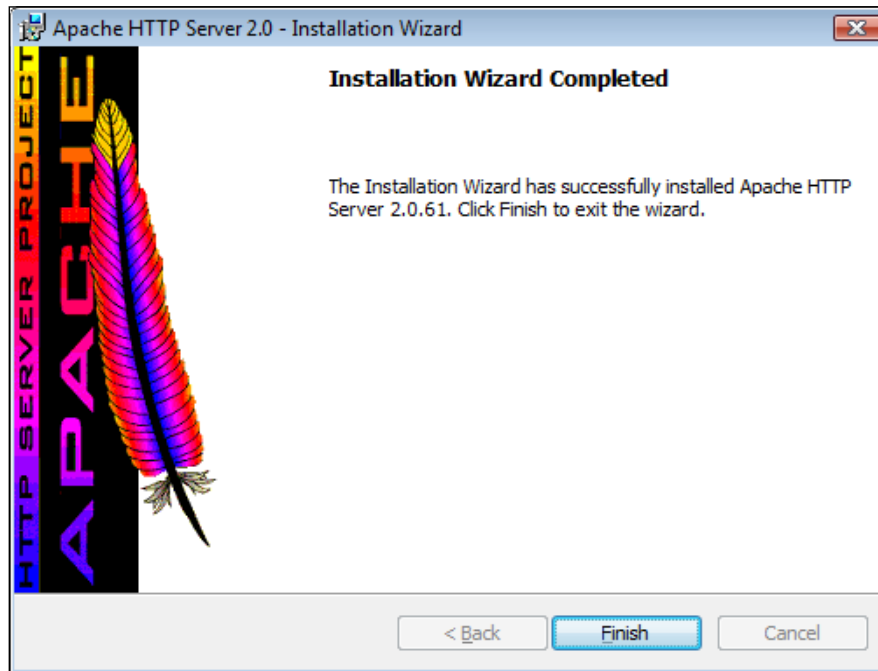 Apache HTTP Server 2.0 - Installation Wizard
HTTP SERVER PROJECT
APACHE
Installation Wizard Completed
The Installation Wizard has successfully installed Apache HTTP
Server 2.0.61. Click Finish to exit the wizard.
< Back
Finish
Cancel